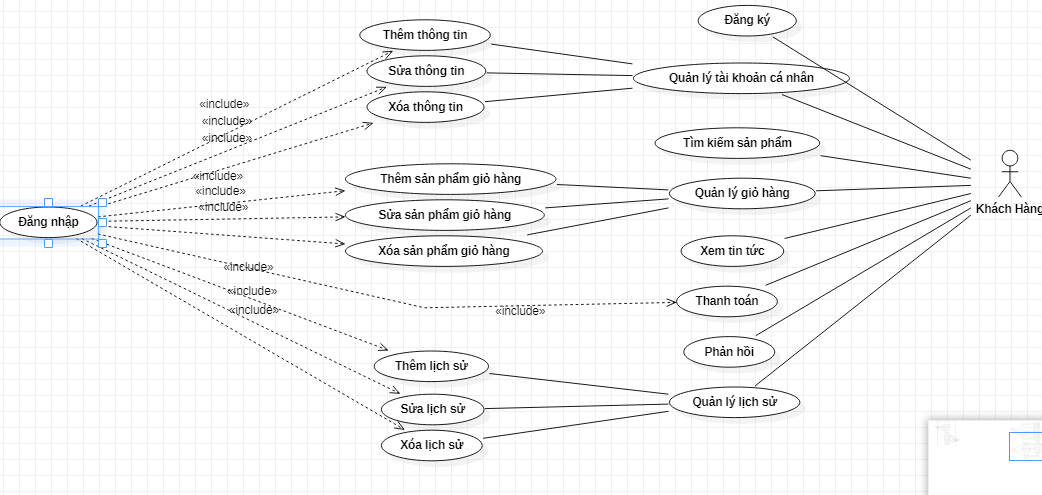 Đăng ký
Thêm thông tin
Sửa thông tin
Quản lý tài khoản cá nhân
Xóa thông tin
«include»
«include»
«include»
Tìm kiếm sản phẩm
«include»
«include»
«include»
Thêm sản phẩm giỏ hàng
Quản lý giỏ hàng
Khách Hàng
Đăng nhập
Sửa sản phẩm giỏ hàng
Xóa sản phẩm giỏ hàng
Xem tin tức
«include»
«include»
«include»
Thanh toán
«include»
Phản hồi
Thêm lịch sử
Sửa lịch sử
Quản lý lịch sử
Xóa lịch sử